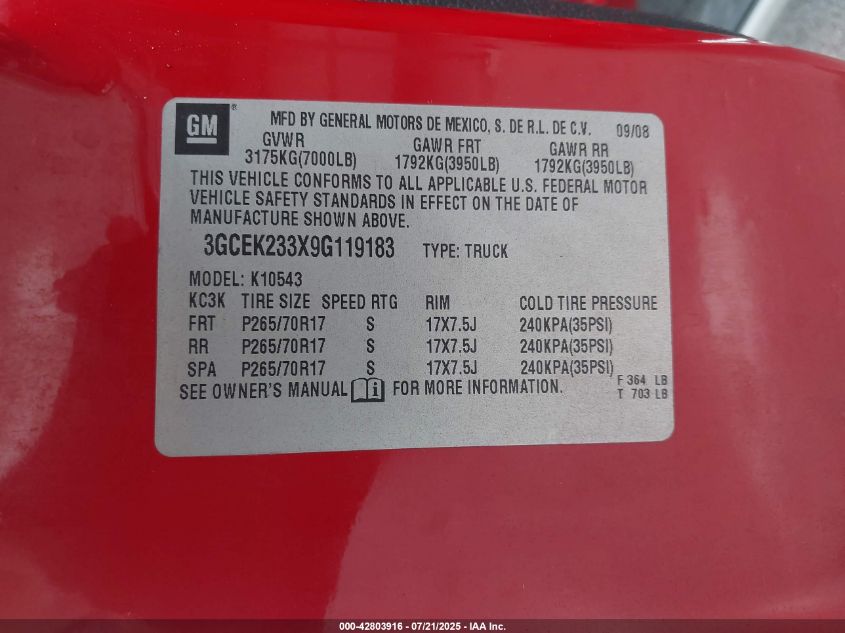 GM ® MFD BY GENERAL MOTORS DE MEXICO, S. DE R.L. DE C.V. 09/08
GVWR GAWR FRT GAWR RR
3175KG(7000LB) 1792KG(3950LB) 1792KG(3950LB)
THIS VEHICLE CONFORMS TO ALL APPLICABLE U.S. FEDERAL MOTOR
VEHICLE SAFETY STANDARDS IN EFFECT ON THE DATE OF
MANUFACTURE SHOWN ABOVE.
3GCEK233X9G119183 TYPE: TRUCK
MODEL: K10543
KC3K TIRE SIZE SPEED RTG RIM COLD TIRE PRESSURE
FRT P265/70R17 S 17X7.5J 240KPA(35PSI)
RR P265/70R17 S 17X7.5J 240KPA(35PSI)
SPA P265/70R17 S 17X7.5J 240KPA(35PSI)
SEE OWNER'S MANUAL FOR MORE INFORMATION. F 364 LB
T 703 LB
000-42803916 - 07/21/2025 - IAA Inc.